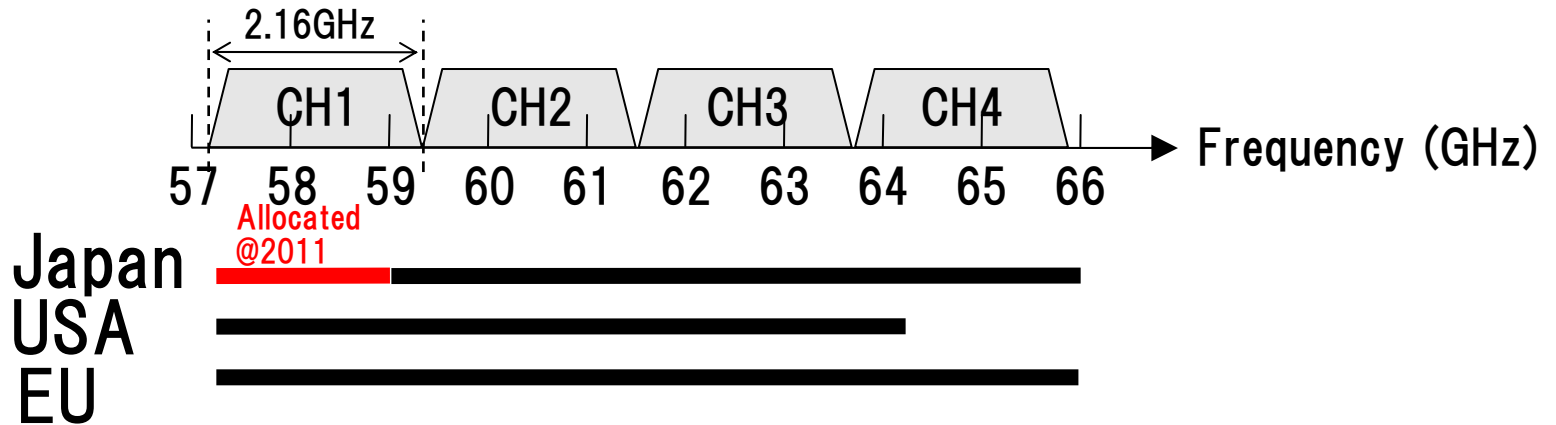 2.16GHz
CH1 CH2 CH3 CH4
Frequency (GHz)
57 58 59 60 61 62 63 64 65 66
Allocated
@2011
Japan
USA
EU